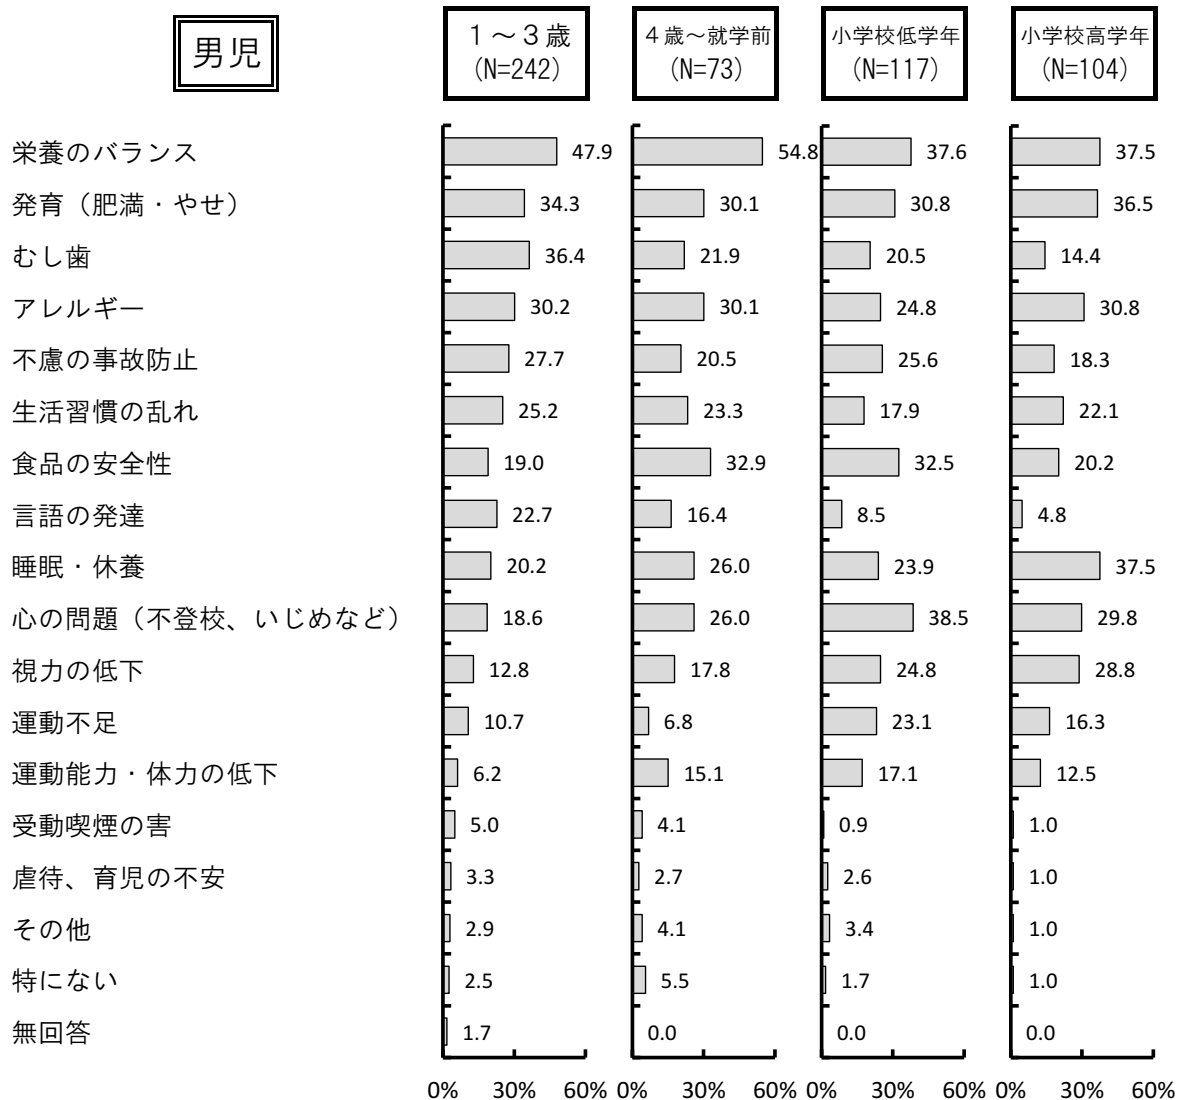 男児
１～３歳
(N=242)
４歳～就学前
(N=73)
小学校低学年
(N=117)
小学校高学年
(N=104)
栄養のバランス 47.9 54.8 37.6 37.5
発育（肥満・やせ） 34.3 30.1 30.8 36.5
むし歯 36.4 21.9 20.5 14.4
アレルギー 30.2 30.1 24.8 30.8
不慮の事故防止 27.7 20.5 25.6 18.3
生活習慣の乱れ 25.2 23.3 17.9 22.1
食品の安全性 19.0 32.9 32.5 20.2
言語の発達 22.7 16.4 8.5 4.8
睡眠・休養 20.2 26.0 23.9 37.5
心の問題（不登校、いじめなど） 18.6 26.0 38.5 29.8
視力の低下 12.8 17.8 24.8 28.8
運動不足 10.7 6.8 23.1 16.3
運動能力・体力の低下 6.2 15.1 17.1 12.5
受動喫煙の害 5.0 4.1 0.9 1.0
虐待、育児の不安 3.3 2.7 2.6 1.0
その他 2.9 4.1 3.4 1.0
特にない 2.5 5.5 1.7 1.0
無回答 1.7 0.0 0.0 0.0
0% 30% 60% 0% 30% 60% 0% 30% 60% 0% 30% 60%